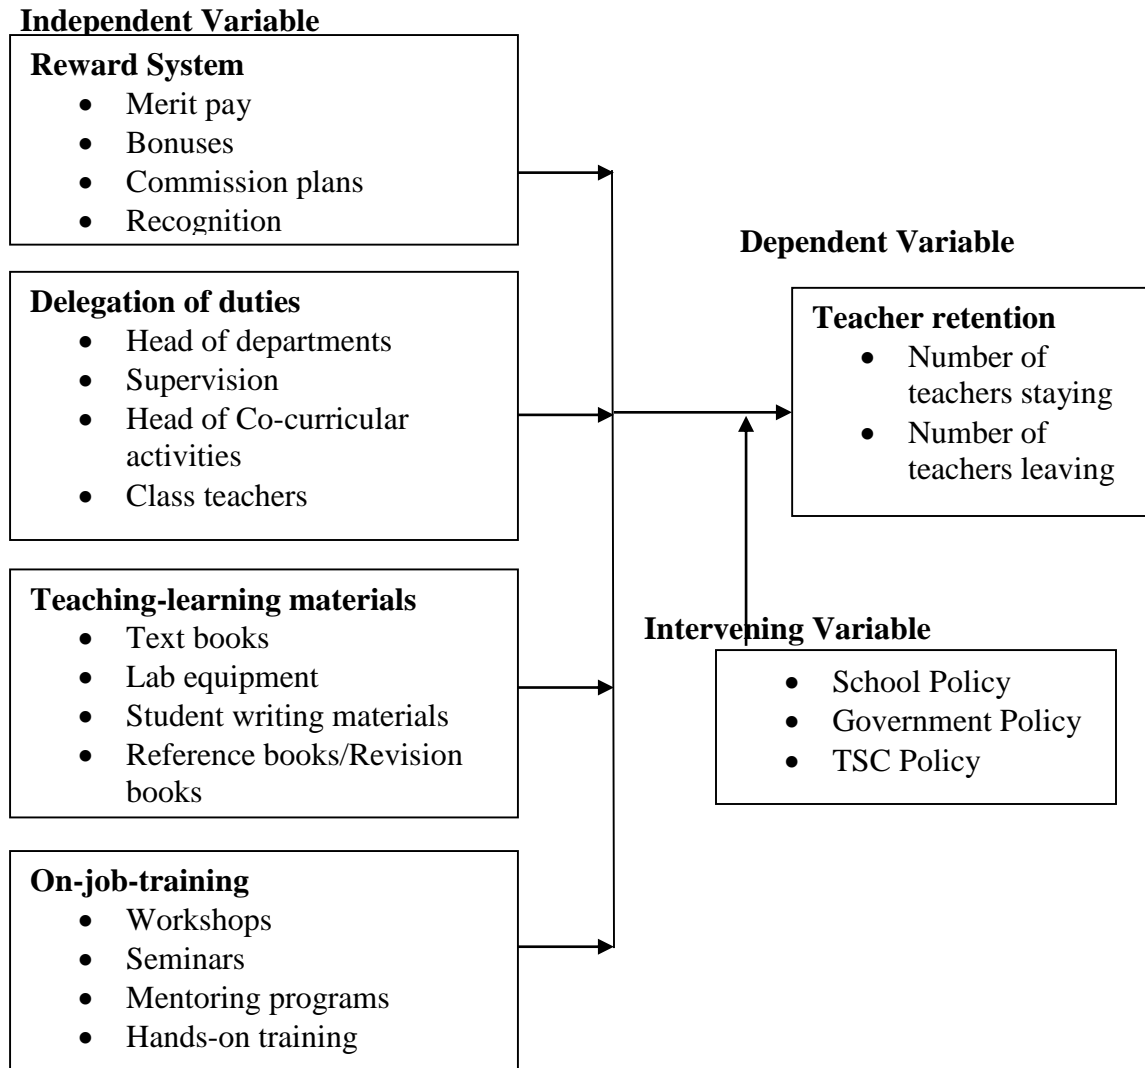 Independent Variable
Reward System
• Merit pay
• Bonuses
• Commission plans
• Recognition
Delegation of duties
• Head of departments
• Supervision
• Head of Co-curricular
activities
• Class teachers
Teaching-learning materials
• Text books
• Lab equipment
• Student writing materials
• Reference books/Revision
books
On-job-training
• Workshops
• Seminars
• Mentoring programs
• Hands-on training
Dependent Variable
Teacher retention
• Number of
teachers staying
• Number of
teachers leaving
Intervening Variable
• School Policy
• Government Policy
• TSC Policy